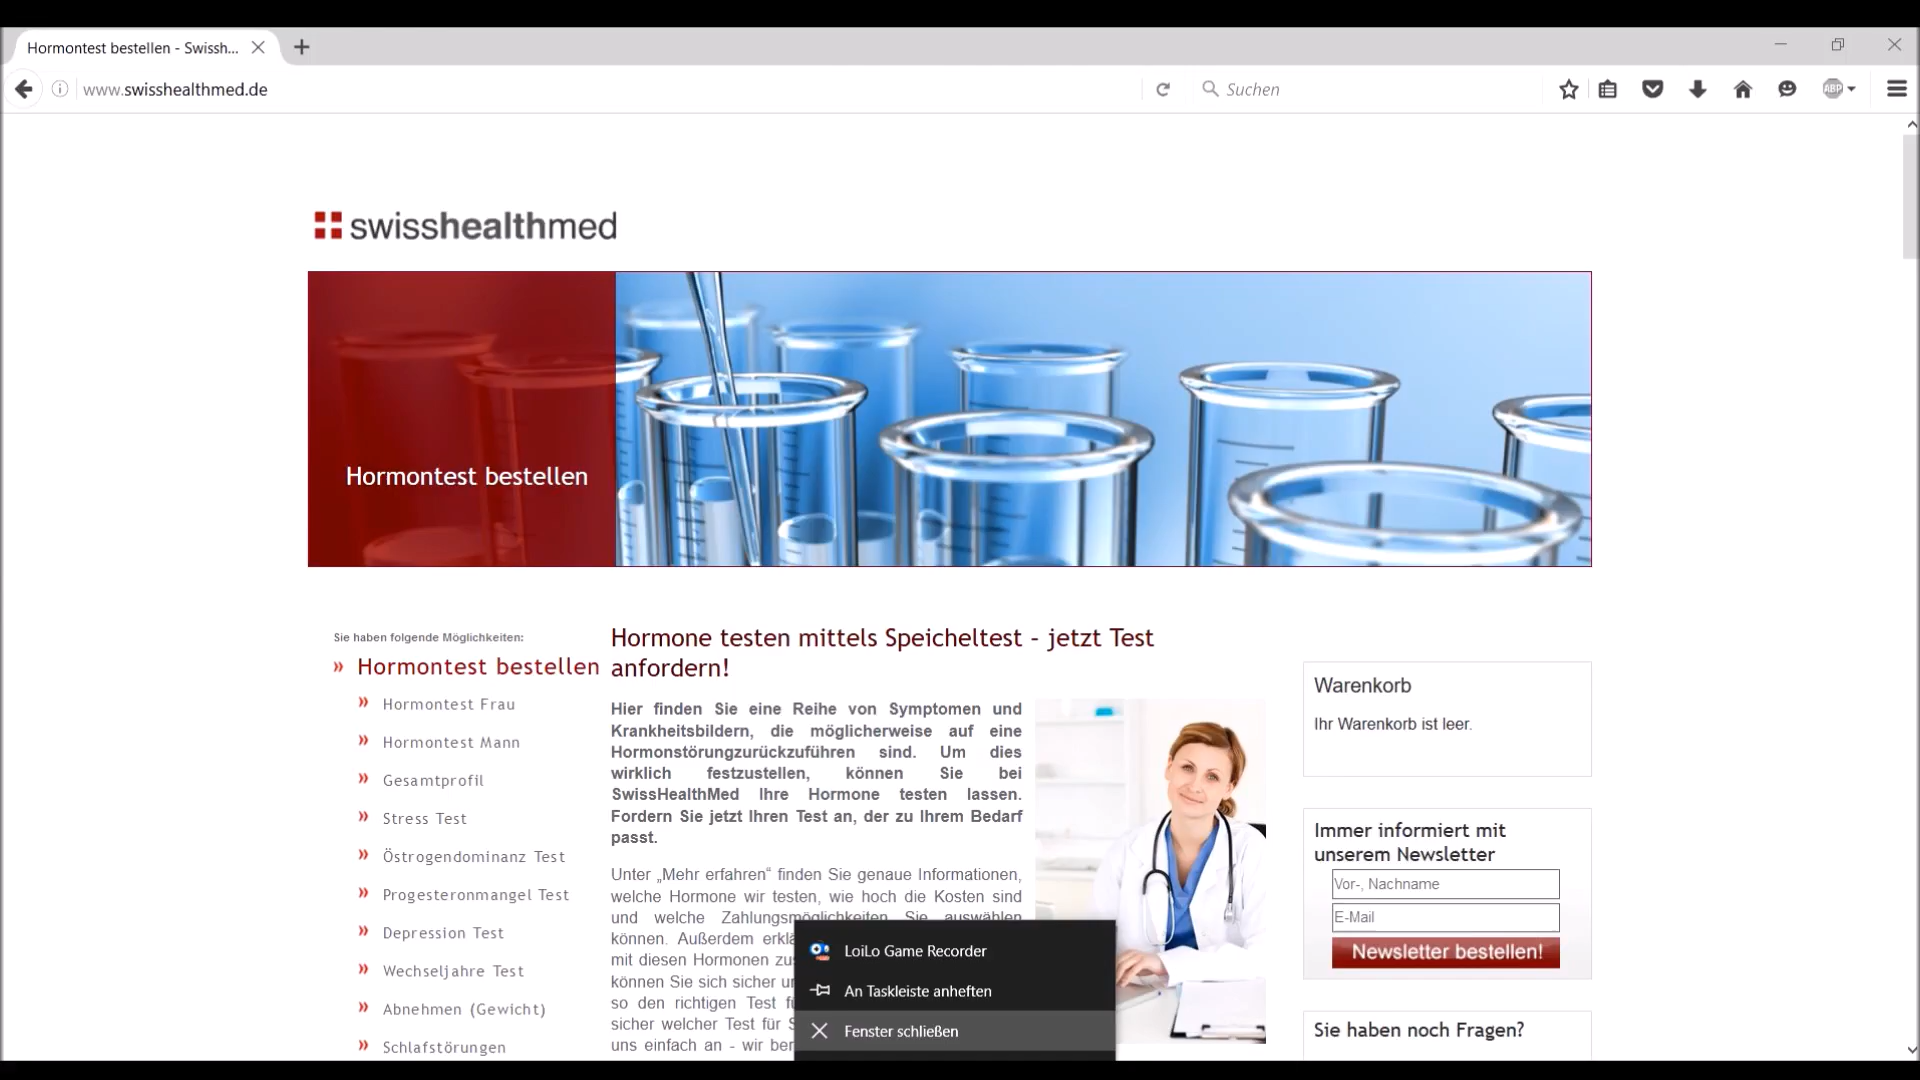 Hormontest bestellen - Swissh...
www.swisshealthmed.de
Suchen
ABP
swisshealthmed
Hormontest bestellen
Sie haben folgende Möglichkeiten:
» Hormontest bestellen
» Hormontest Frau
» Hormontest Mann
» Gesamtprofil
» Stress Test
» Östrogendominanz Test
» Progesteronmangel Test
» Depression Test
» Wechseljahre Test
» Abnehmen (Gewicht)
» Schlafstörungen
Hormone testen mittels Speicheltest - jetzt Test
anfordern!
Hier finden Sie eine Reihe von Symptomen und
Krankheitsbildern, die möglicherweise auf eine
Hormonstörungzurückzuführen sind. Um dies
wirklich festzustellen, können Sie bei
SwissHealthMed Ihre Hormone testen lassen.
Fordern Sie jetzt Ihren Test an, der zu Ihrem Bedarf
passt.
Unter „Mehr erfahren“ finden Sie genaue Informationen,
welche Hormone wir testen, wie hoch die Kosten sind
und welche Zahlungsmöglichkeiten Sie auswählen
können. Außerdem
mit diesen Hormonen
können Sie sich sicher
so den richtigen Test
sicher welcher Test für
uns einfach an - wir
LoiLo Game Recorder
An Taskleiste anheften
Fenster schließen
Warenkorb
Ihr Warenkorb ist leer.
Immer informiert mit
unserem Newsletter
Vor-, Nachname
E-Mail
Newsletter bestellen!
Sie haben noch Fragen?